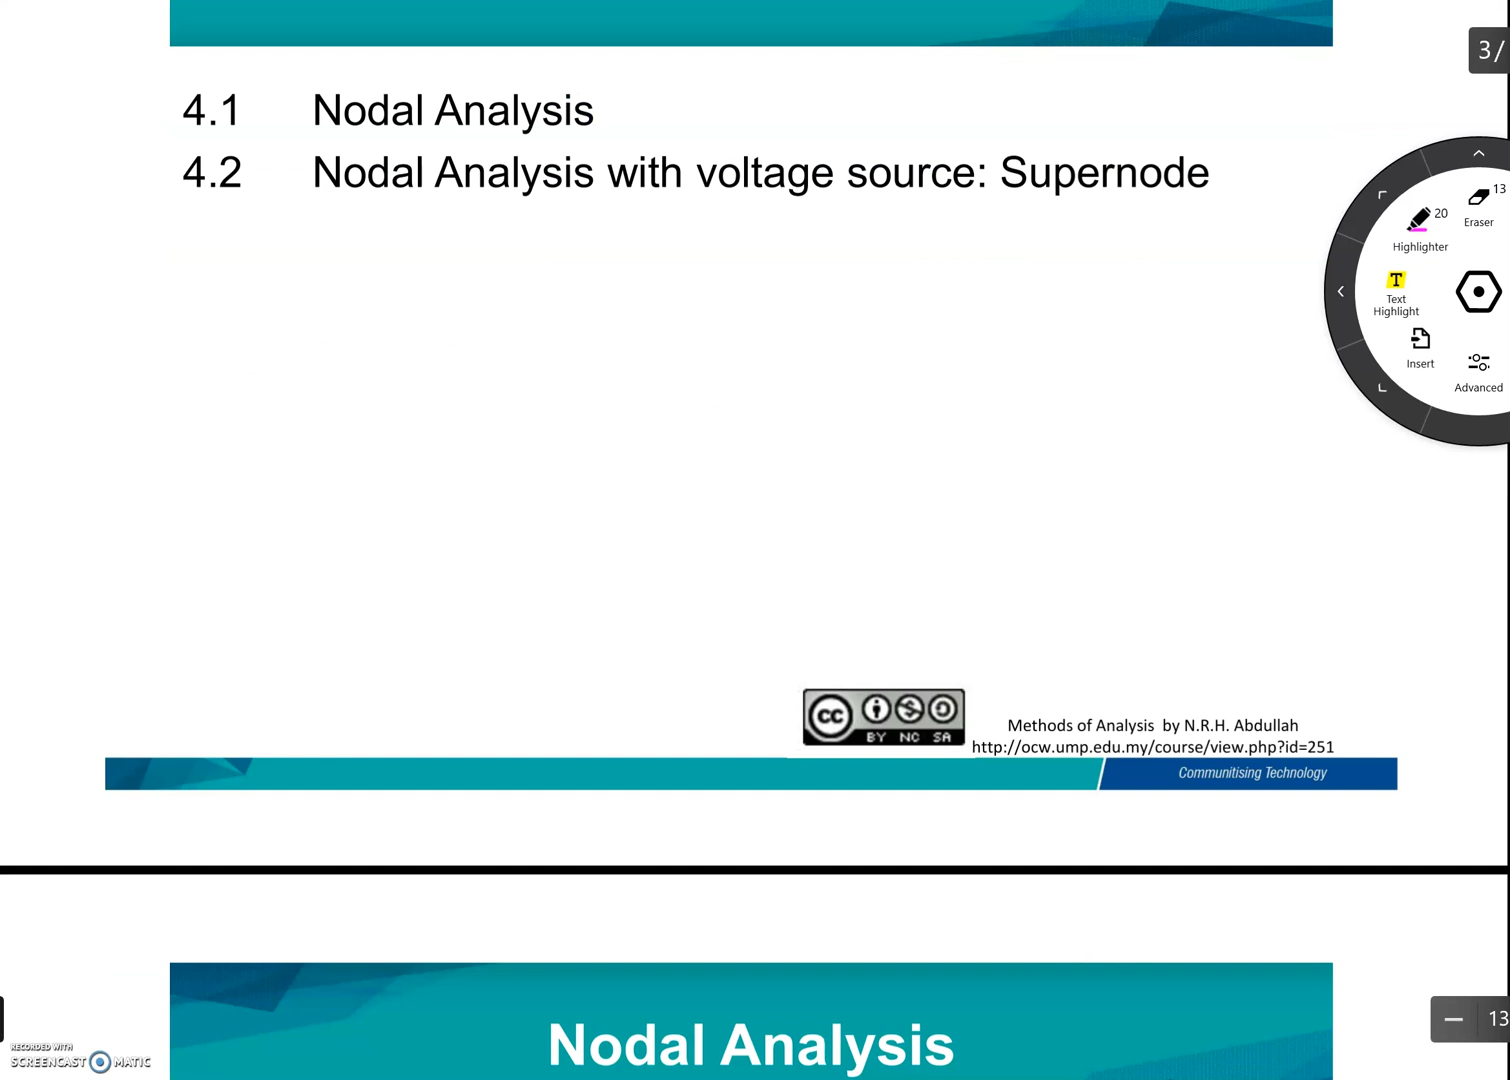 3/
4.1 Nodal Analysis
4.2 Nodal Analysis with voltage source: Supernode
13
Eraser
20
Highlighter
T
Text
Highlight
Insert
Advanced
cc
BY NC SA
Methods of Analysis by N.R.H. Abdullah
http://ocw.ump.edu.my/course/view.php?id=251
Communitising Technology
13
Nodal Analysis
RECORDED WITH
SCREENCAST MATIC